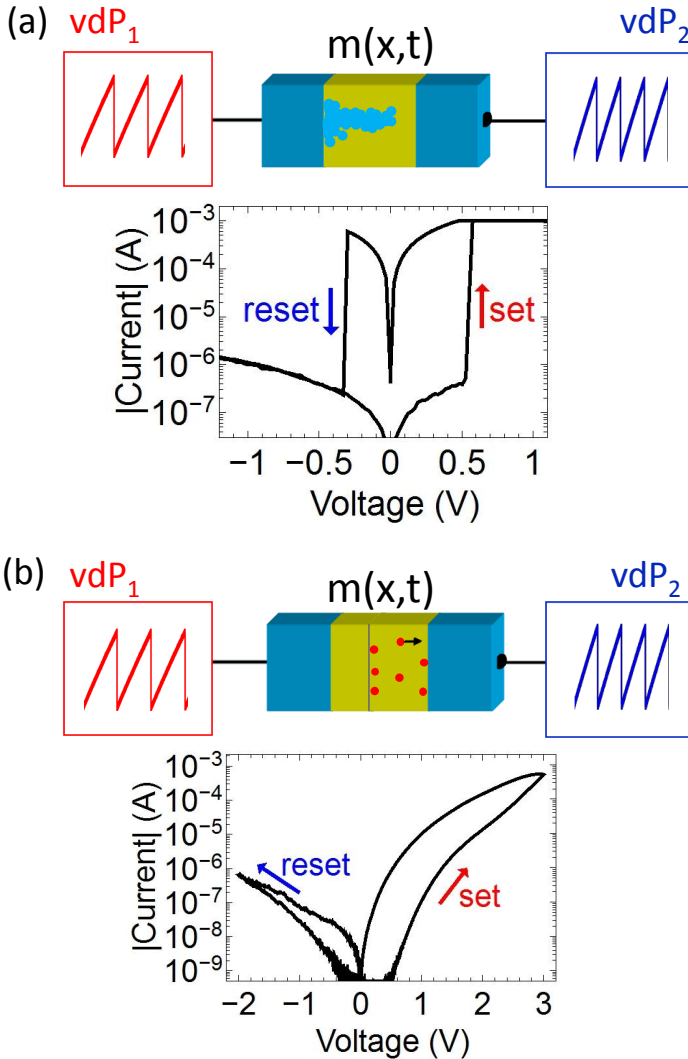 (a)
vdP₁
m(x,t)
vdP₂
|Current| (A)
10⁻³
10⁻⁴
10⁻⁵
10⁻⁶
10⁻⁷
reset
set
−1 −0.5 0 0.5 1
Voltage (V)
(b)
vdP₁
m(x,t)
vdP₂
|Current| (A)
10⁻³
10⁻⁴
10⁻⁵
10⁻⁶
10⁻⁷
10⁻⁸
10⁻⁹
reset
set
−2 −1 0 1 2 3
Voltage (V)